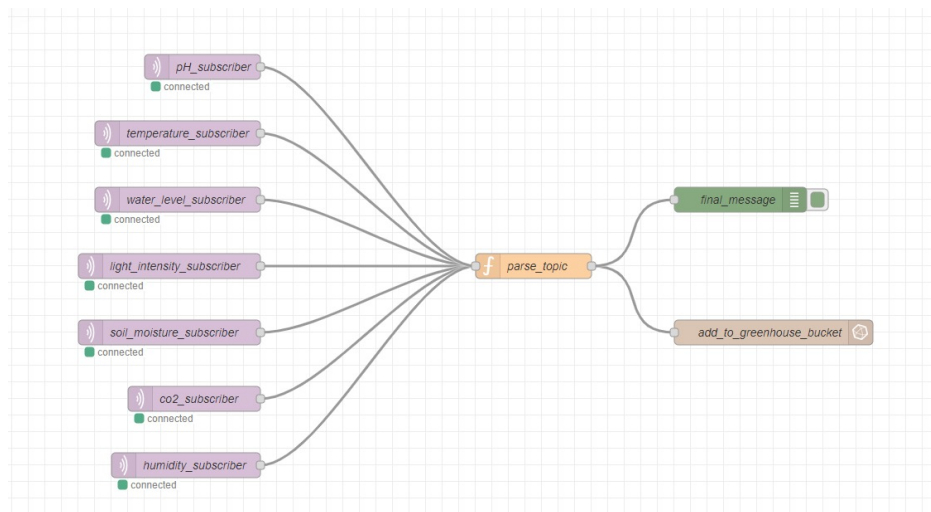 pH_subscriber
connected
temperature_subscriber
connected
water_level_subscriber
connected
light_intensity_subscriber
connected
soil_moisture_subscriber
connected
co2_subscriber
connected
humidity_subscriber
connected
parse_topic
final_message
add_to_greenhouse_bucket